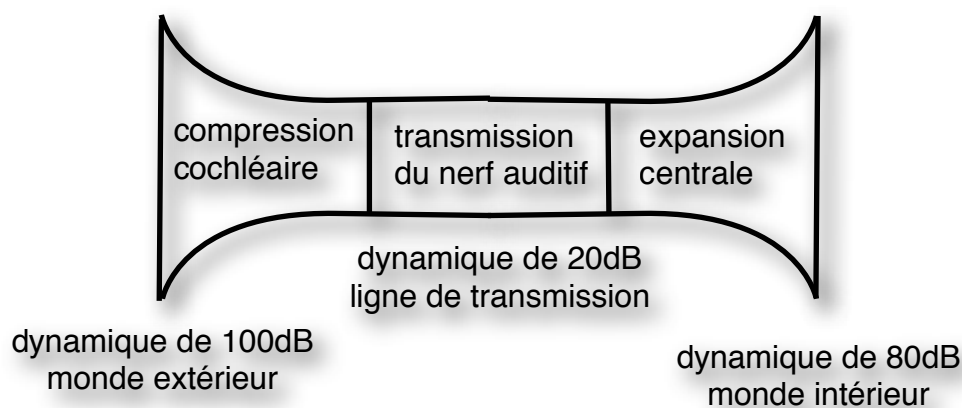 compression
cochléaire
transmission
du nerf auditif
expansion
centrale
dynamique de 20dB
ligne de transmission
dynamique de 100dB
monde extérieur
dynamique de 80dB
monde intérieur